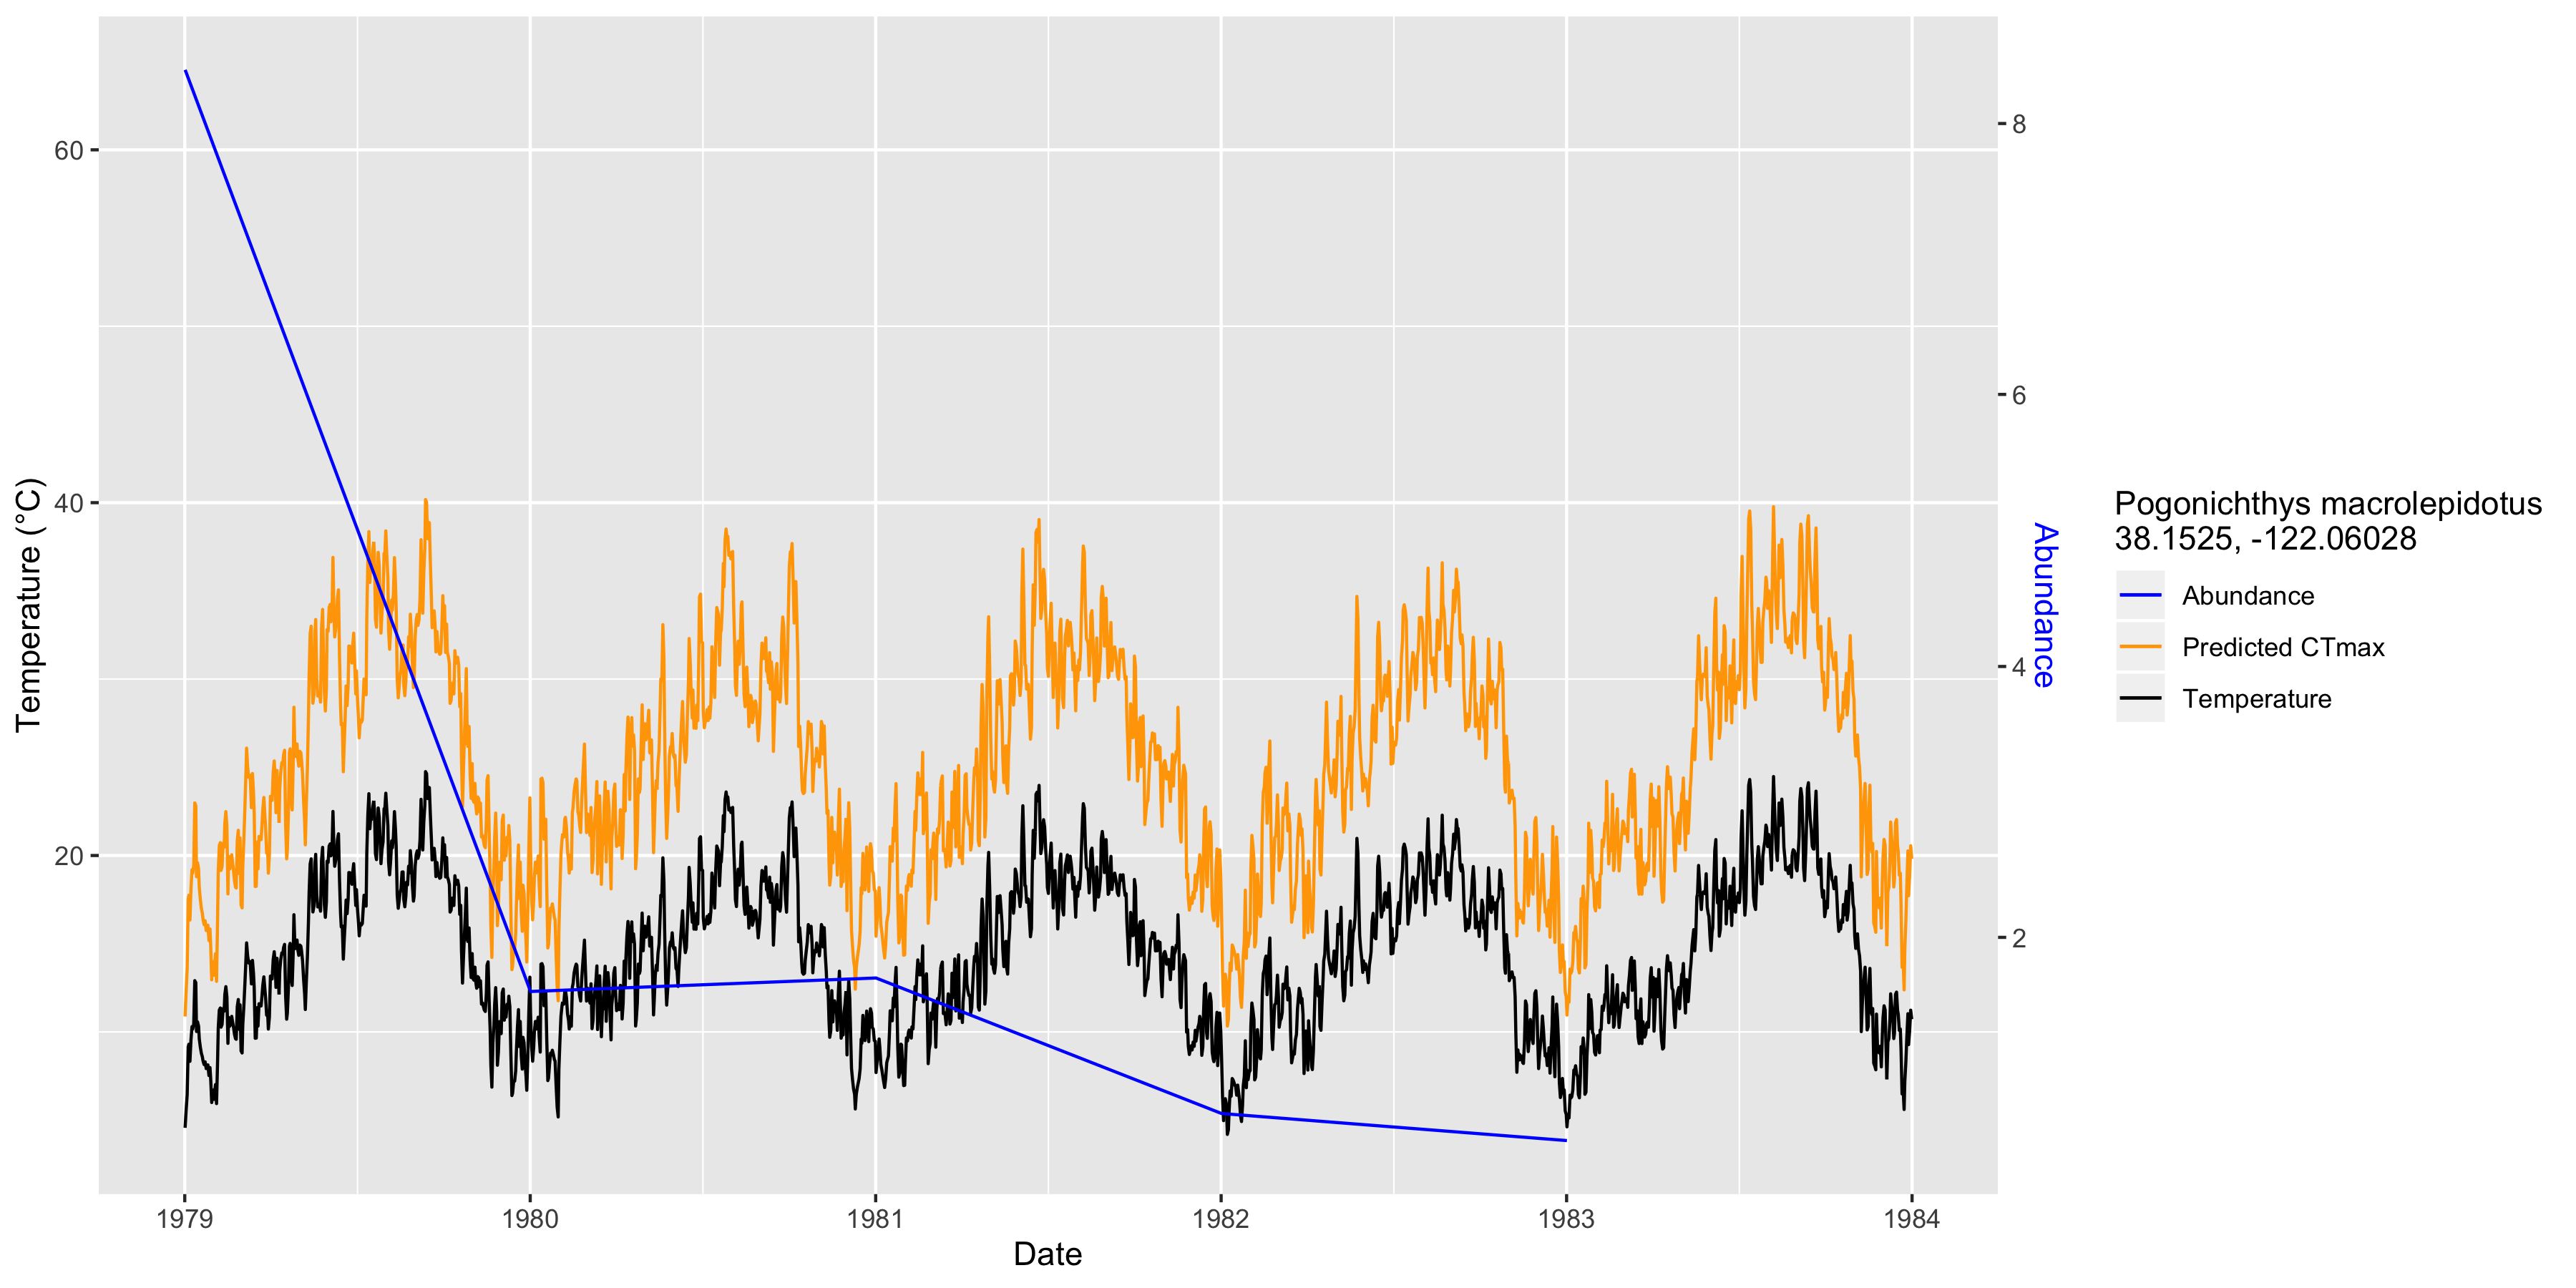 60
40
20
Temperature (°C)
8
6
4
2
Abundance
1979
1980
1981
1982
1983
1984
Date
Pogonichthys macrolepidotus
38.1525, -122.06028
Abundance
Predicted CTmax
Temperature